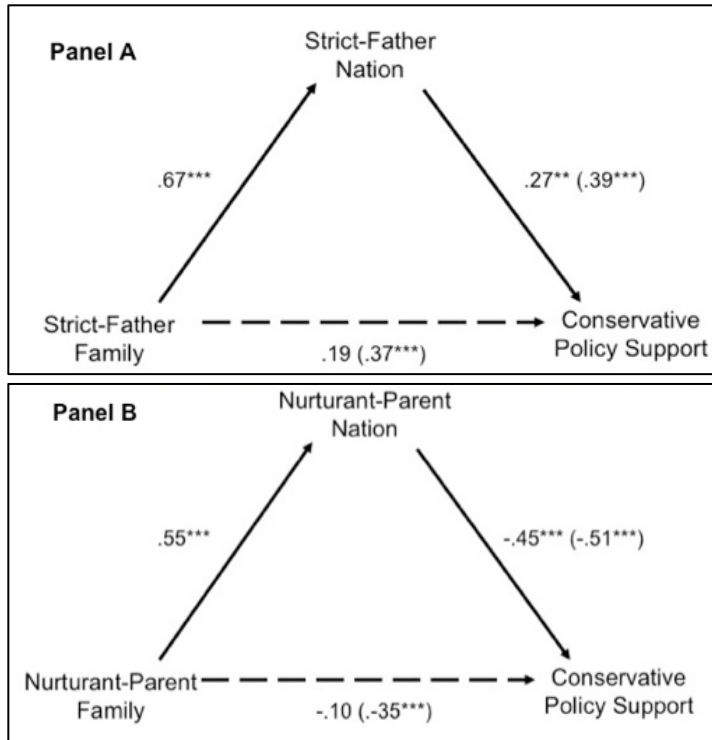 Panel A
Strict-Father
Nation
.67***
.27** (.39***)
Strict-Father
Family
Conservative
Policy Support
.19 (.37***)
Panel B
Nurturant-Parent
Nation
.55***
-.45*** (-.51***)
Nurturant-Parent
Family
Conservative
Policy Support
-.10 (.-35***)